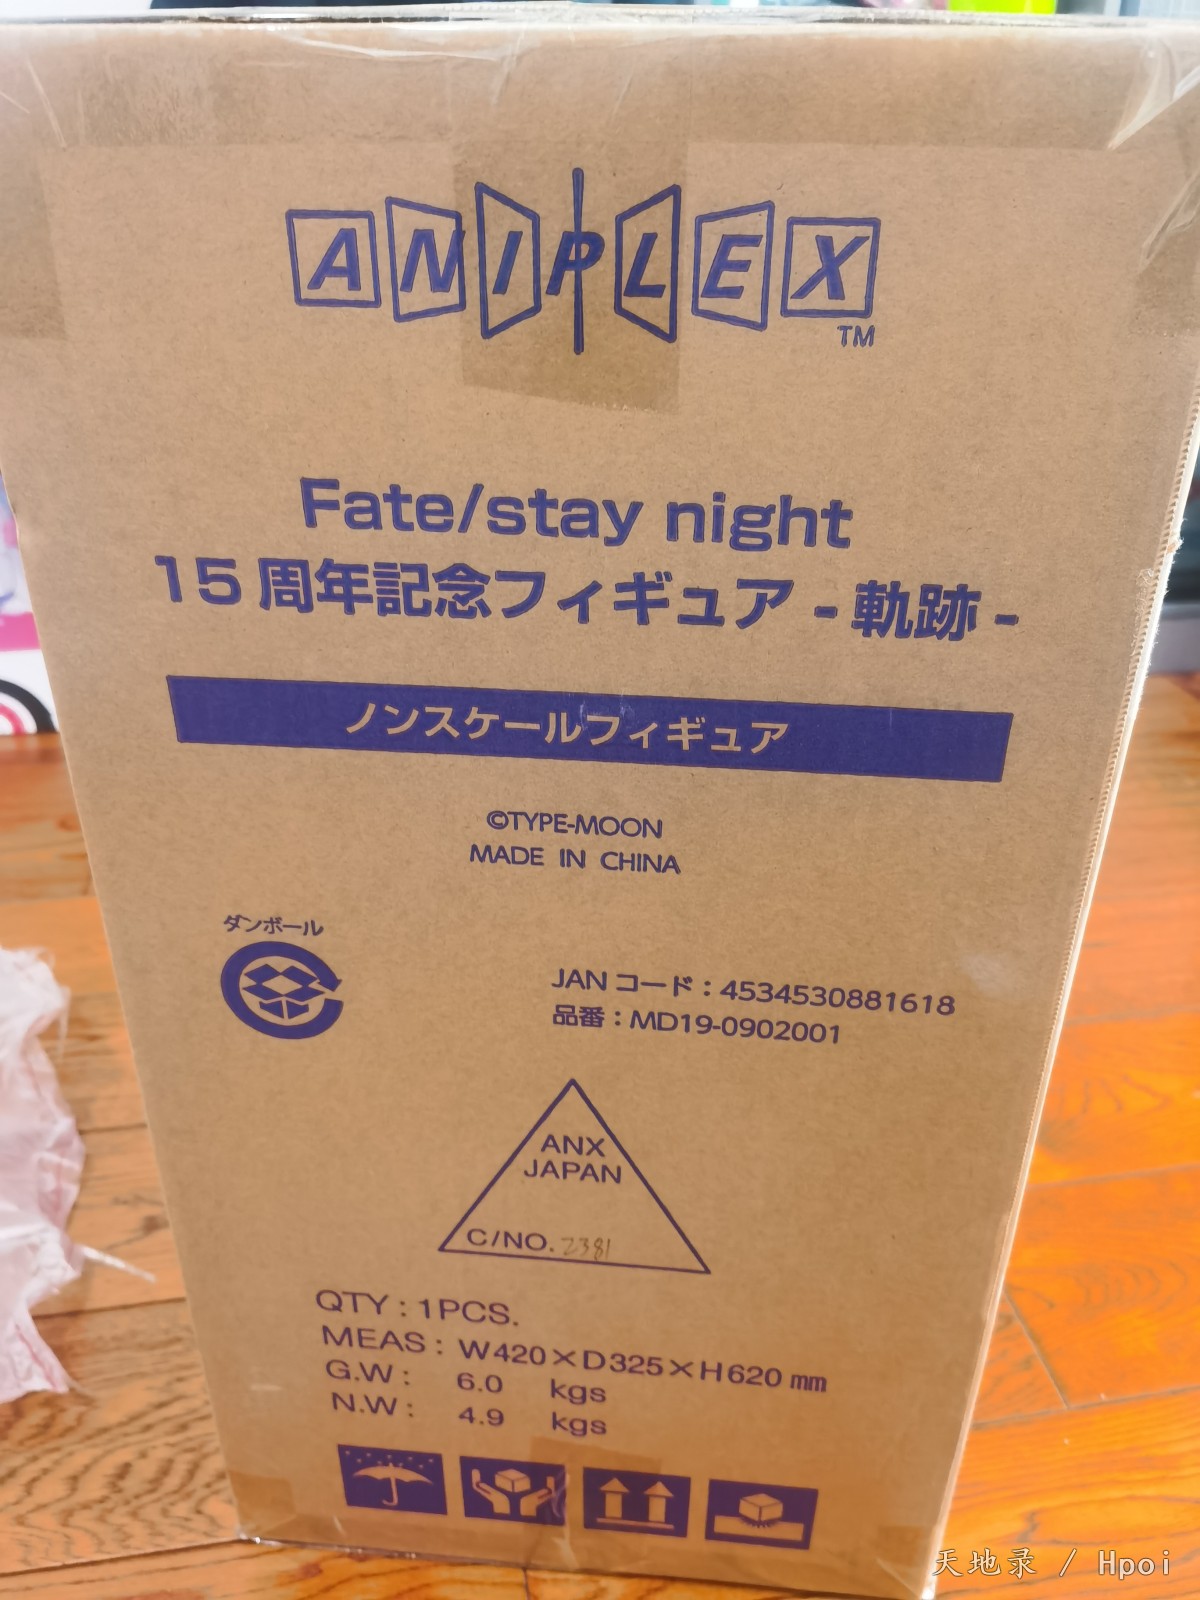 ANIPLEX
TM
Fate/stay night
15周年記念フィギュア -軌跡-
ノンスケールフィギュア
©TYPE-MOON
MADE IN CHINA
ダンボール
JANコード：4534530881618
品番：MD19-0902001
ANX
JAPAN
C/NO. 2381
QTY : 1PCS.
MEAS : W420×D325×H620 mm
G.W : 6.0 kgs
N.W : 4.9 kgs
天地录 / Hpoi